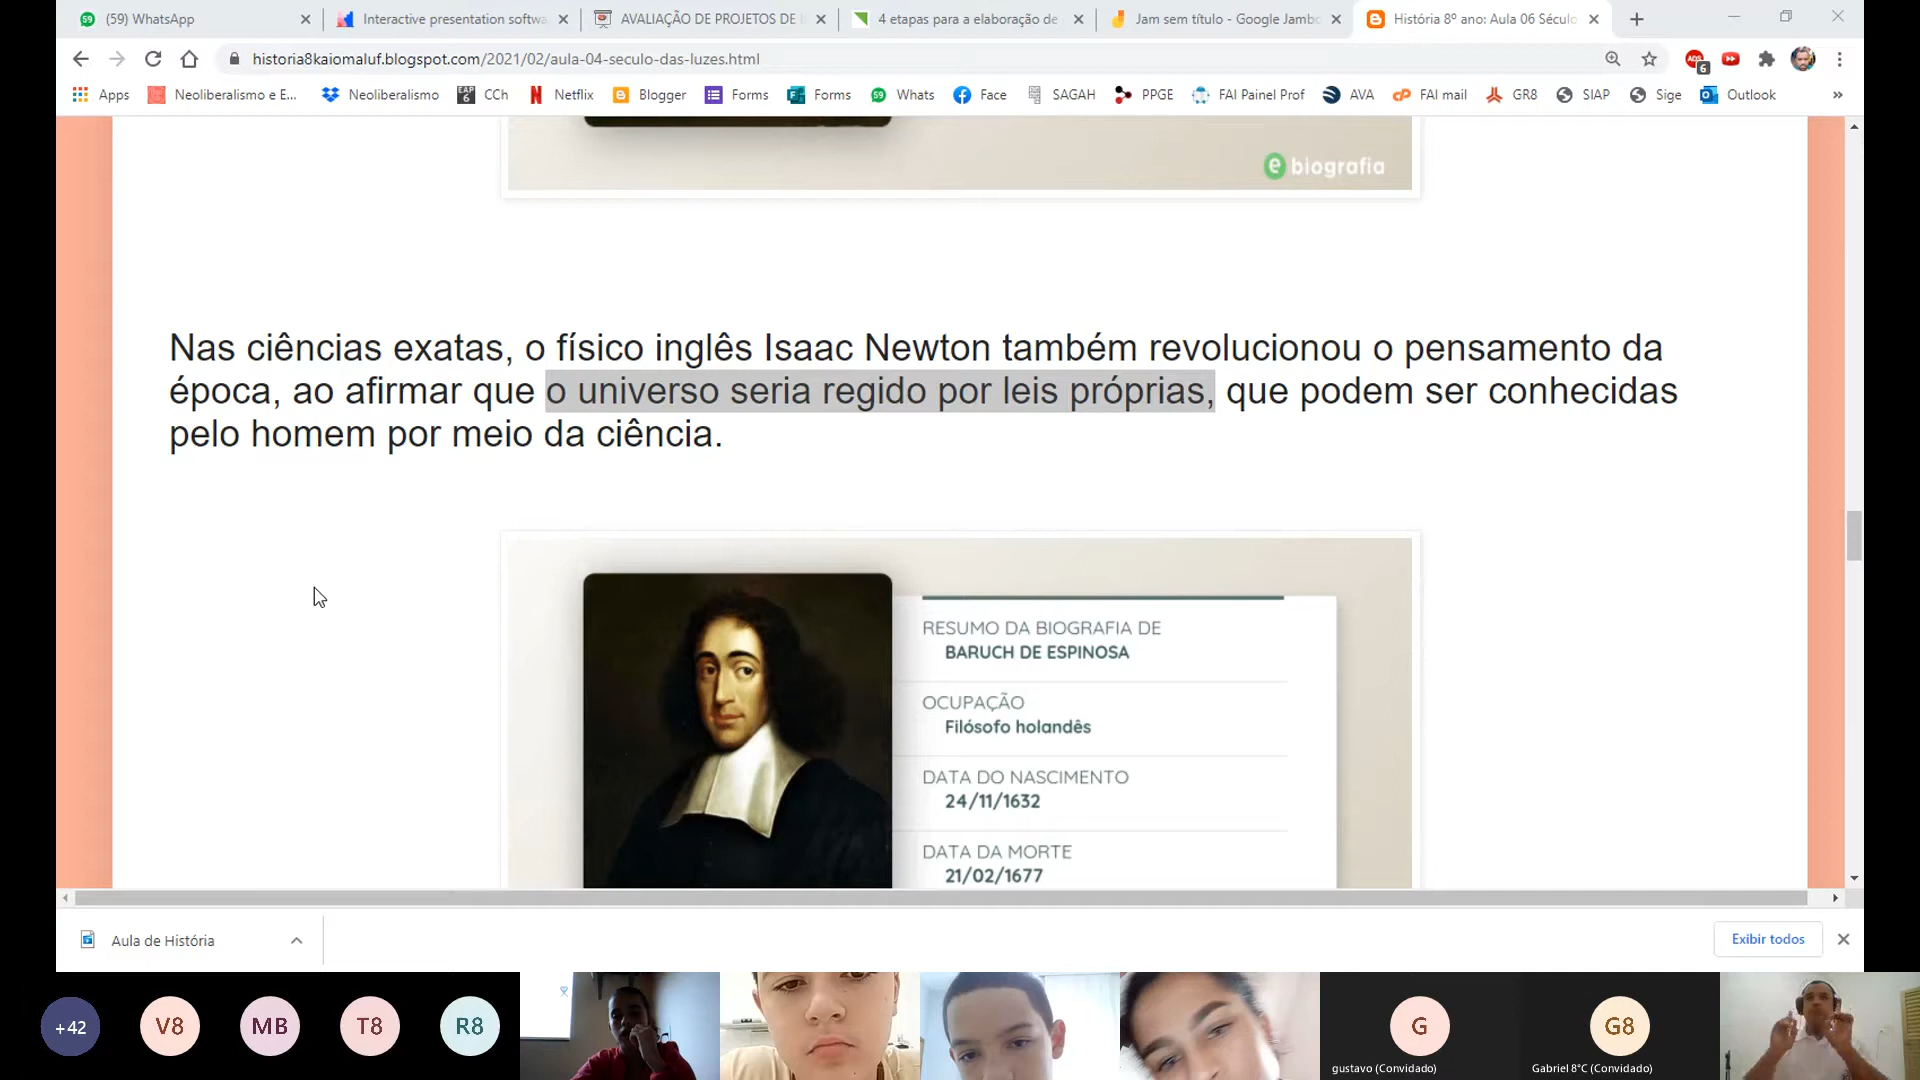 (59) WhatsApp
Interactive presentation softwa
AVALIAÇÃO DE PROJETOS DE I
4 etapas para a elaboração de
Jam sem título - Google Jambo
História 8º ano: Aula 06 Século
historia8kaiomaluf.blogspot.com/2021/02/aula-04-seculo-das-luzes.html
6
Apps
Neoliberalismo e E...
Neoliberalismo
CCh
Netflix
Blogger
Forms
Forms
Whats
Face
SAGAH
PPGE
FAI Painel Prof
AVA
FAI mail
GR8
SIAP
Sige
Outlook
»
e biografia
Nas ciências exatas, o físico inglês Isaac Newton também revolucionou o pensamento da
época, ao afirmar que o universo seria regido por leis próprias, que podem ser conhecidas
pelo homem por meio da ciência.
RESUMO DA BIOGRAFIA DE
BARUCH DE ESPINOSA
OCUPAÇÃO
Filósofo holandês
DATA DO NASCIMENTO
24/11/1632
DATA DA MORTE
21/02/1677
Aula de História
Exibir todos
+42
V8
MB
T8
R8
G
gustavo (Convidado)
G8
Gabriel 8°C (Convidado)